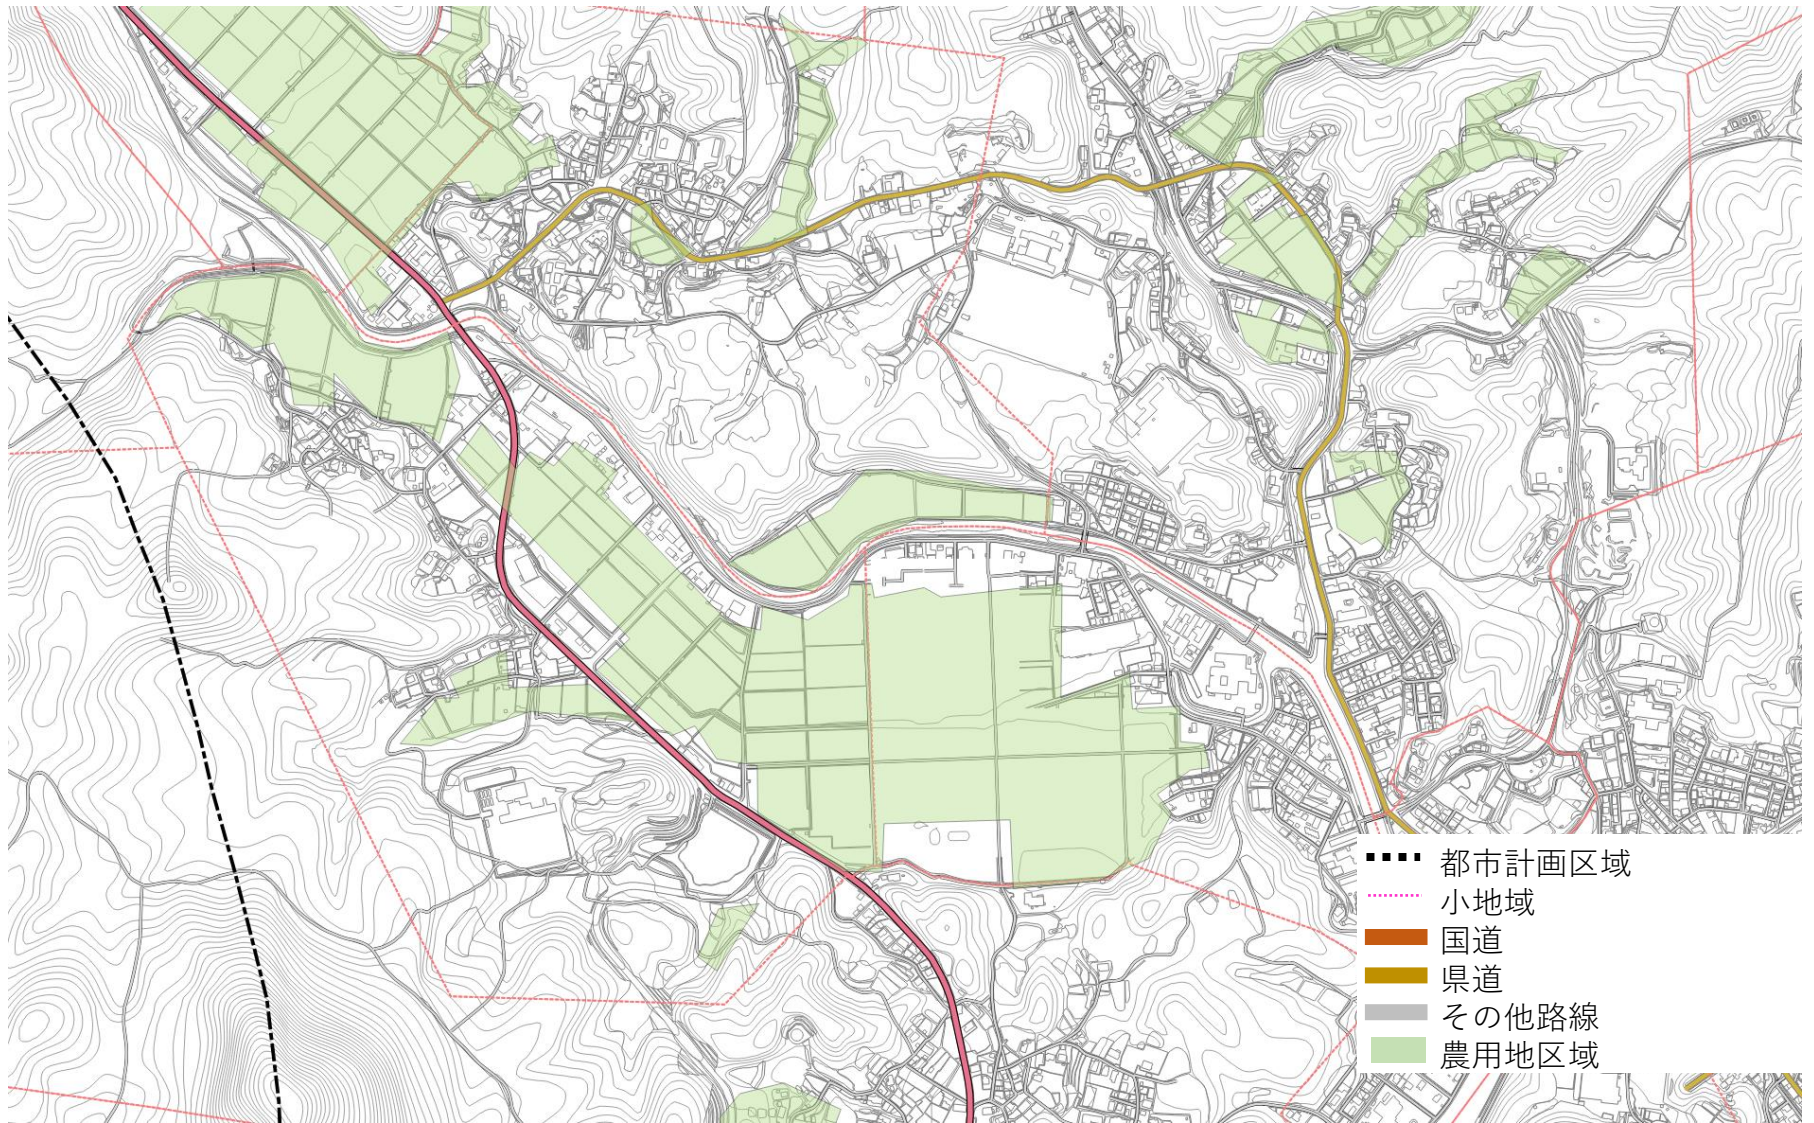 都市計画区域
小地域
国道
県道
その他路線
農用地区域